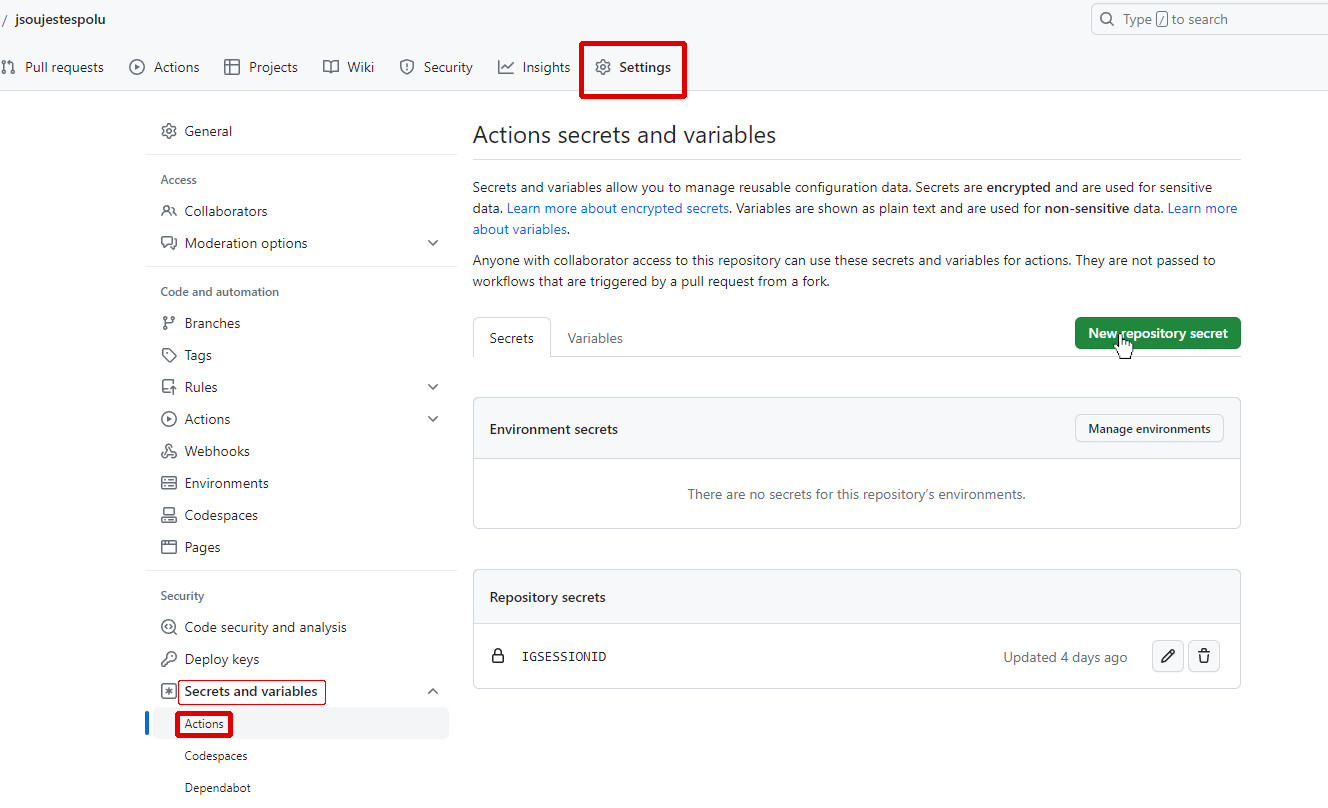 / jsoujestespolu
Type / to search
Pull requests
Actions
Projects
Wiki
Security
Insights
Settings
General
Access
Collaborators
Moderation options
Code and automation
Branches
Tags
Rules
Actions
Webhooks
Environments
Codespaces
Pages
Security
Code security and analysis
Deploy keys
Secrets and variables
Actions
Codespaces
Dependabot
Actions secrets and variables
Secrets and variables allow you to manage reusable configuration data. Secrets are encrypted and are used for sensitive
data. Learn more about encrypted secrets. Variables are shown as plain text and are used for non-sensitive data. Learn more
about variables.
Anyone with collaborator access to this repository can use these secrets and variables for actions. They are not passed to
workflows that are triggered by a pull request from a fork.
Secrets
Variables
New repository secret
Environment secrets
Manage environments
There are no secrets for this repository's environments.
Repository secrets
IGSESSIONID
Updated 4 days ago